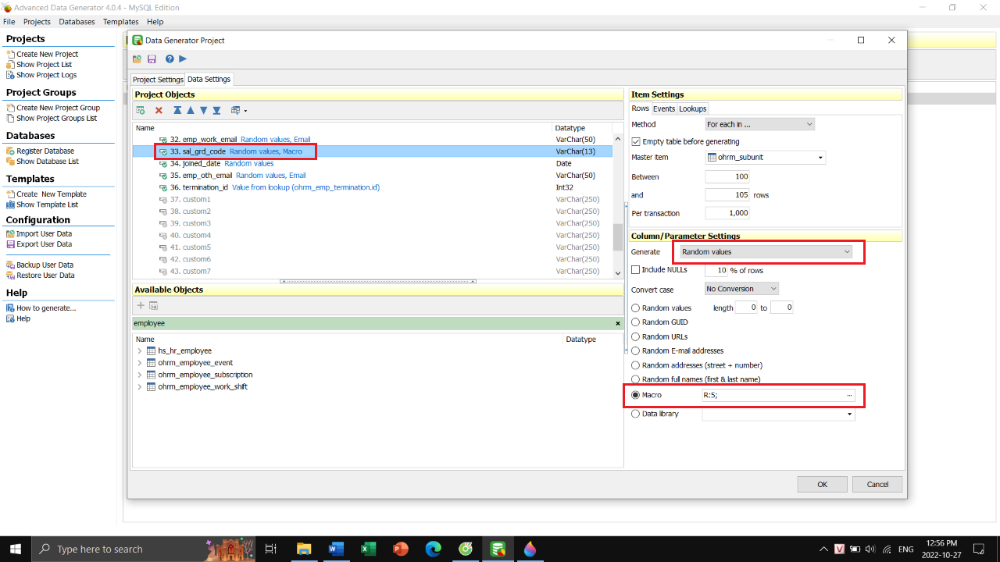 Advanced Data Generator 4.0.4 - MySQL Edition
File Projects Databases Templates Help
Projects
Create New Project
Show Project List
Show Project Logs
Project Groups
Create New Project Group
Show Project Groups List
Databases
Register Database
Show Database List
Templates
Create New Template
Show Template List
Configuration
Import User Data
Export User Data
Backup User Data
Restore User Data
Help
How to generate...
Help
Data Generator Project
Project Settings Data Settings
Project Objects
Name Datatype
32. emp_work_email Random values, Email VarChar(50)
33. sal_grd_code Random values, Macro VarChar(13)
34. joined_date Random values Date
35. emp_oth_email Random values, Email VarChar(50)
36. termination_id Value from lookup (ohrm_emp_termination.id) Int32
37. custom1 VarChar(250)
38. custom2 VarChar(250)
39. custom3 VarChar(250)
40. custom4 VarChar(250)
41. custom5 VarChar(250)
42. custom6 VarChar(250)
43. custom7 VarChar(250)
Available Objects
employee
Name Datatype
hs_hr_employee
ohrm_employee_event
ohrm_employee_subscription
ohrm_employee_work_shift
Item Settings
Rows Events Lookups
Method For each in ...
Empty table before generating
Master item ohrm_subunit
Between 100
and 105 rows
Per transaction 1,000
Column/Parameter Settings
Generate Random values
Include NULLs 10 % of rows
Convert case No Conversion
Random values length 0 to 0
Random GUID
Random URLs
Random E-mail addresses
Random addresses (street + number)
Random full names (first & last name)
Macro R:5; ...
Data library
OK Cancel
Type here to search
ENG
12:56 PM
2022-10-27